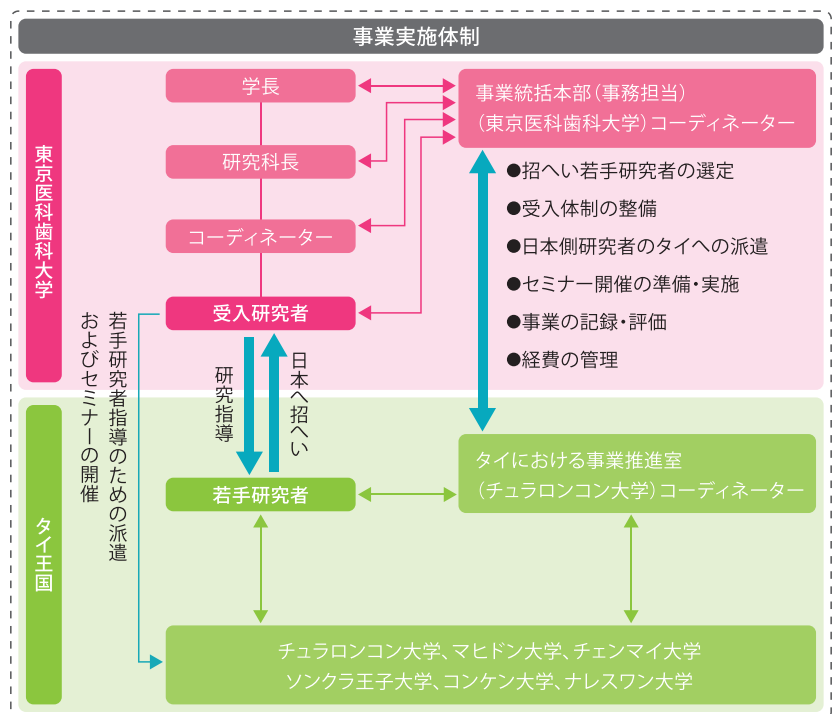 事業実施体制
東京医科歯科大学
学長
研究科長
コーディネーター
受入研究者
事業統括本部（事務担当）
（東京医科歯科大学）コーディネーター
●招へい若手研究者の選定
●受入体制の整備
●日本側研究者のタイへの派遣
●セミナー開催の準備・実施
●事業の記録・評価
●経費の管理
若手研究者指導のための派遣
およびセミナーの開催
研究指導
日本へ招へい
タイ王国
若手研究者
タイにおける事業推進室
（チュラロンコン大学）コーディネーター
チュラロンコン大学、マヒドン大学、チェンマイ大学
ソンクラ王子大学、コンケン大学、ナレスワン大学